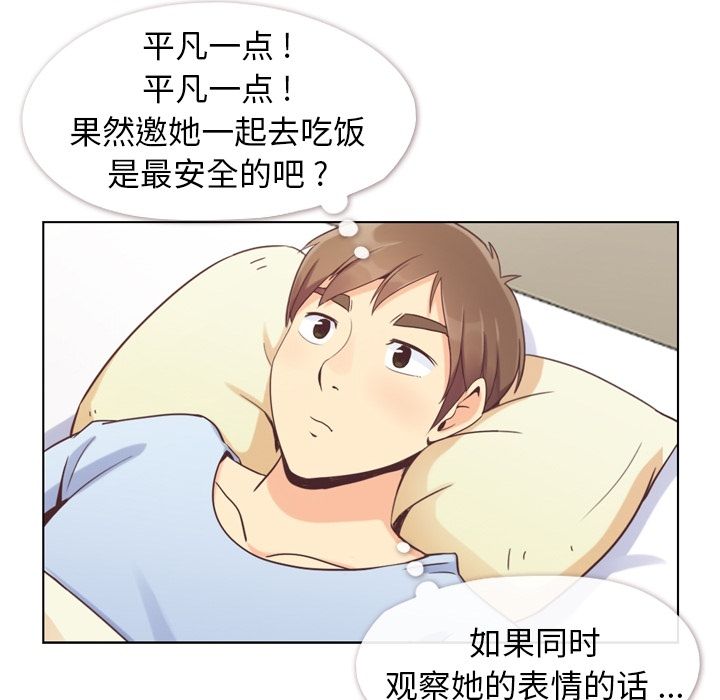 平凡一点！
平凡一点！
果然邀她一起去吃饭
是最安全的吧？
如果同时
观察她的表情的话...